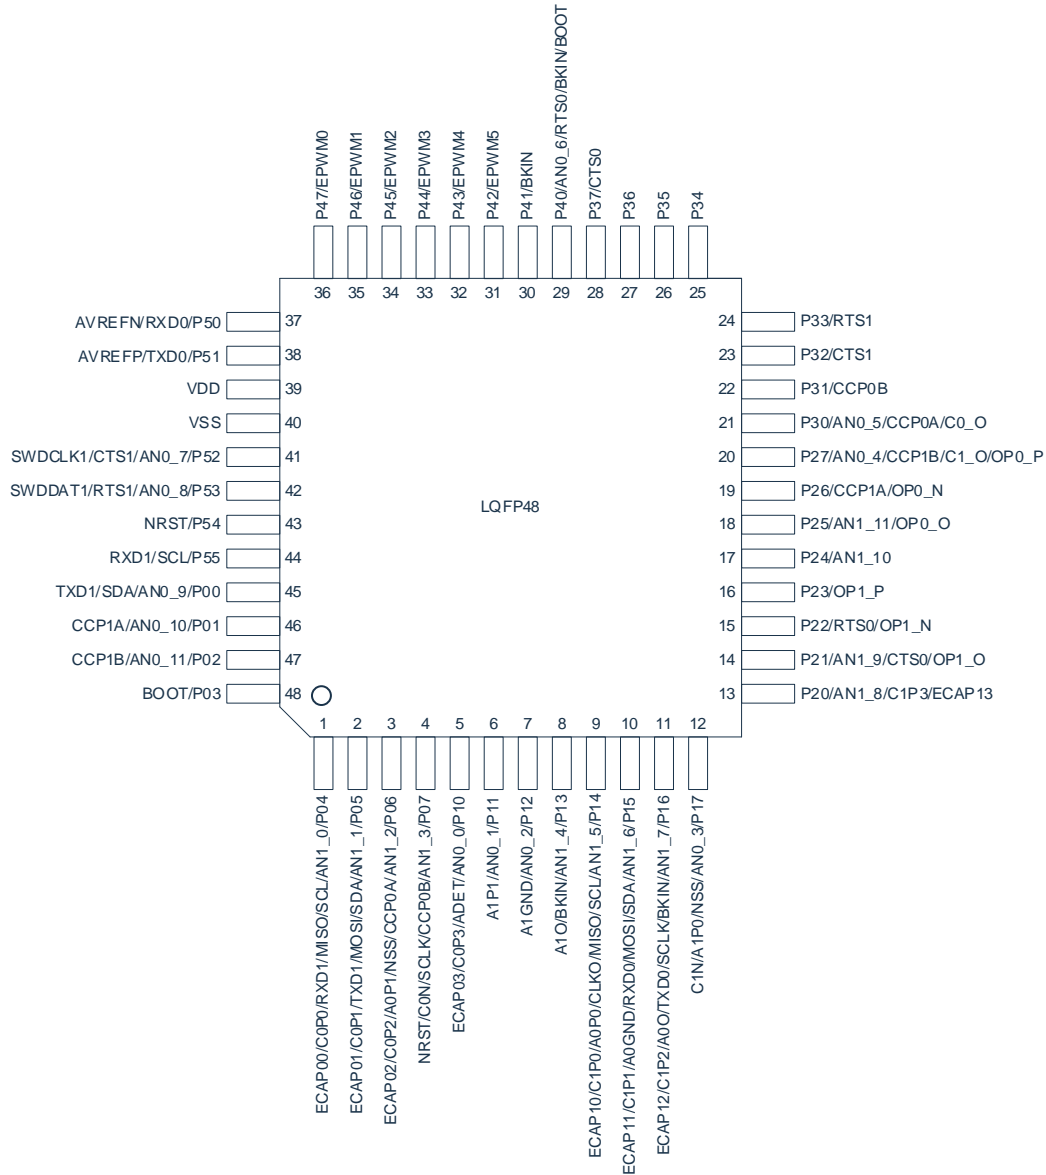 P47/EPWM0
P46/EPWM1
P45/EPWM2
P44/EPWM3
P43/EPWM4
P42/EPWM5
P41/BKIN
P40/AN0_6/RTS0/BKIN/BOOT
P37/CTS0
P36
P35
P34
36 35 34 33 32 31 30 29 28 27 26 25
AVREFN/RXD0/P50 37
AVREFP/TXD0/P51 38
VDD 39
VSS 40
SWDCLK1/CTS1/AN0_7/P52 41
SWDDAT1/RTS1/AN0_8/P53 42
NRST/P54 43
RXD1/SCL/P55 44
TXD1/SDA/AN0_9/P00 45
CCP1A/AN0_10/P01 46
CCP1B/AN0_11/P02 47
BOOT/P03 48
LQFP48
24 P33/RTS1
23 P32/CTS1
22 P31/CCP0B
21 P30/AN0_5/CCP0A/C0_O
20 P27/AN0_4/CCP1B/C1_O/OP0_P
19 P26/CCP1A/OP0_N
18 P25/AN1_11/OP0_O
17 P24/AN1_10
16 P23/OP1_P
15 P22/RTS0/OP1_N
14 P21/AN1_9/CTS0/OP1_O
13 P20/AN1_8/C1P3/ECAP13
1 2 3 4 5 6 7 8 9 10 11 12
ECAP00/C0P0/RXD1/MISO/SCL/AN1_0/P04
ECAP01/C0P1/TXD1/MOSI/SDA/AN1_1/P05
ECAP02/C0P2/A0P1/NSS/CCP0A/AN1_2/P06
NRST/C0N/SCLK/CCP0B/AN1_3/P07
ECAP03/C0P3/ADET/AN0_0/P10
A1P1/AN0_1/P11
A1GND/AN0_2/P12
A1O/BKIN/AN1_4/P13
ECAP10/C1P0/A0P0/CLKO/MISO/SCL/AN1_5/P14
ECAP11/C1P1/A0GND/RXD0/MOSI/SDA/AN1_6/P15
ECAP12/C1P2/A0O/TXD0/SCLK/BKIN/AN1_7/P16
C1N/A1P0/NSS/AN0_3/P17